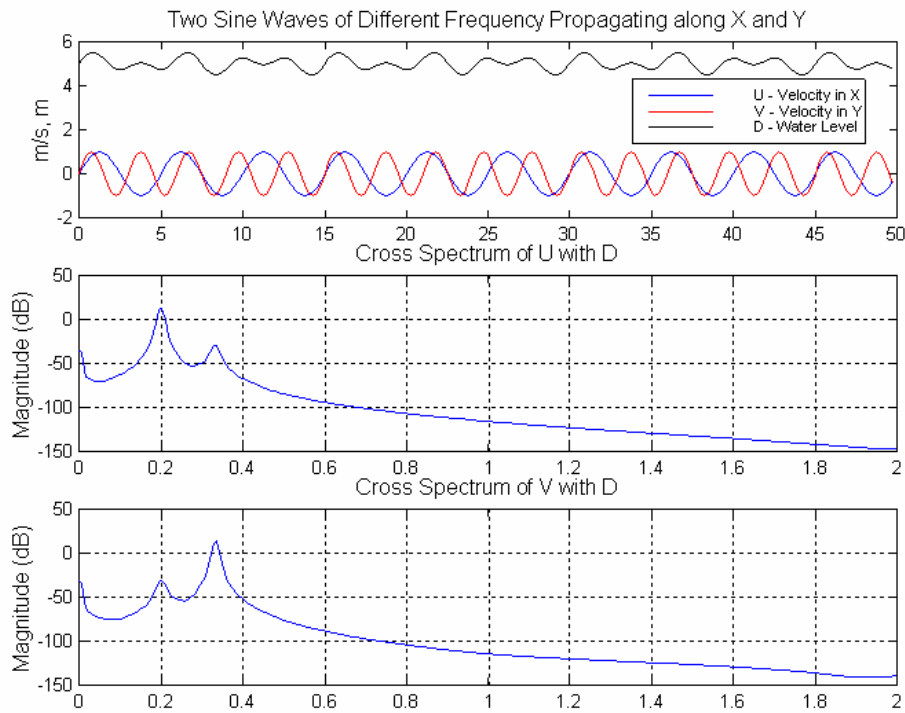 Two Sine Waves of Different Frequency Propagating along X and Y
6
4
2
0
-2
m/s, m
U - Velocity in X
V - Velocity in Y
D - Water Level
0 5 10 15 20 25 30 35 40 45 50
Cross Spectrum of U with D
50
0
-50
-100
-150
Magnitude (dB)
0 0.2 0.4 0.6 0.8 1 1.2 1.4 1.6 1.8 2
Cross Spectrum of V with D
50
0
-50
-100
-150
Magnitude (dB)
0 0.2 0.4 0.6 0.8 1 1.2 1.4 1.6 1.8 2